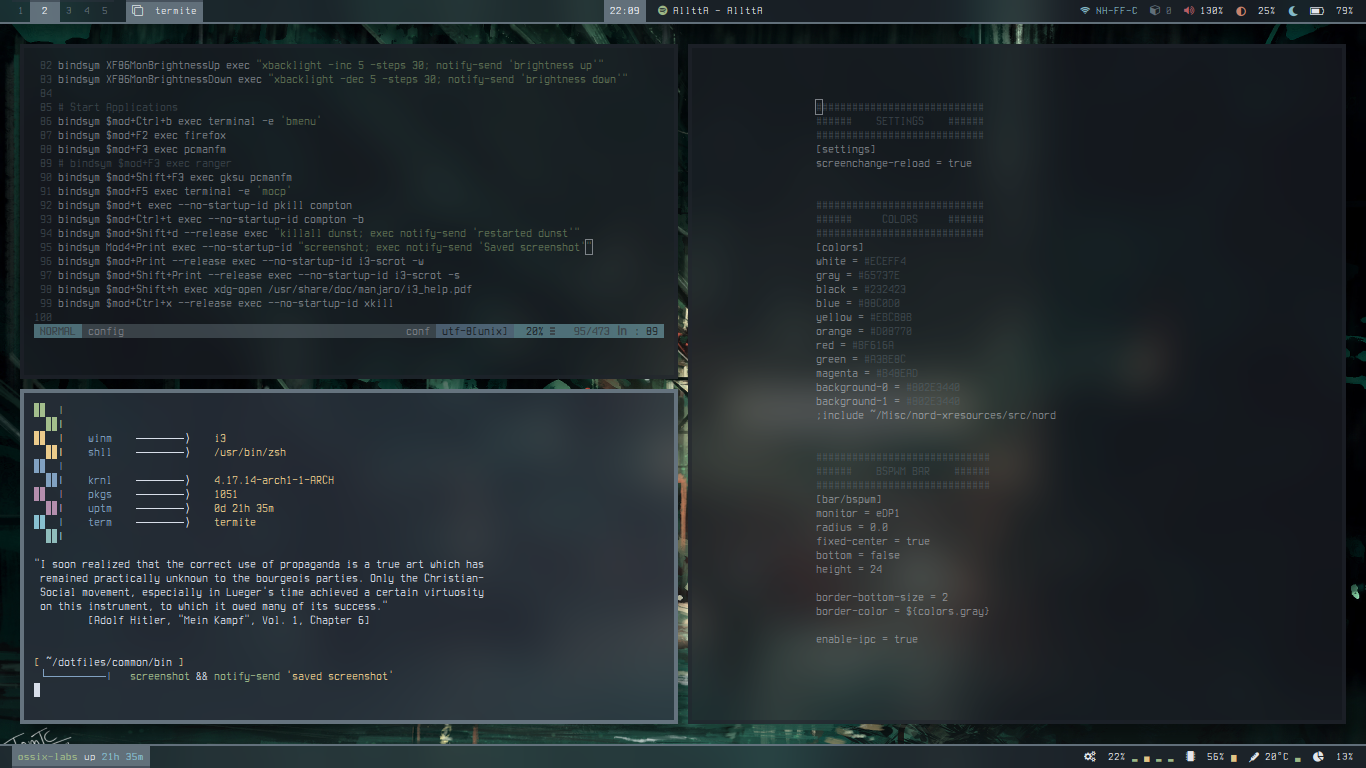 1 2 3 4 5 termite 22:09 AllttA - AllttA NH-FF-C 0 130% 25% 79%
82 bindsym XF86MonBrightnessUp exec "xbacklight -inc 5 -steps 30; notify-send 'brightness up'"
83 bindsym XF86MonBrightnessDown exec "xbacklight -dec 5 -steps 30; notify-send 'brightness down'"
84
85 # Start Applications
86 bindsym $mod+Ctrl+b exec terminal -e 'bmenu'
87 bindsym $mod+F2 exec firefox
88 bindsym $mod+F3 exec pcmanfm
89 # bindsym $mod+F3 exec ranger
90 bindsym $mod+Shift+F3 exec gksu pcmanfm
91 bindsym $mod+F5 exec terminal -e 'mocp'
92 bindsym $mod+t exec --no-startup-id pkill compton
93 bindsym $mod+Ctrl+t exec --no-startup-id compton -b
94 bindsym $mod+Shift+d --release exec "killall dunst; exec notify-send 'restarted dunst'"
95 bindsym Mod4+Print exec --no-startup-id "screenshot; exec notify-send 'Saved screenshot'"
96 bindsym $mod+Print --release exec --no-startup-id i3-scrot -w
97 bindsym $mod+Shift+Print --release exec --no-startup-id i3-scrot -s
98 bindsym $mod+Shift+h exec xdg-open /usr/share/doc/manjaro/i3_help.pdf
99 bindsym $mod+Ctrl+x --release exec --no-startup-id xkill
100
NORMAL config conf utf-8[unix] 20% ☰ 95/473 ln : 89
winm ────────) i3
shll ────────) /usr/bin/zsh
krnl ────────) 4.17.14-arch1-1-ARCH
pkgs ────────) 1051
uptm ────────) 0d 21h 35m
term ────────) termite
"I soon realized that the correct use of propaganda is a true art which has
remained practically unknown to the bourgeois parties. Only the Christian-
Social movement, especially in Lueger's time achieved a certain virtuosity
on this instrument, to which it owed many of its success."
[Adolf Hitler, "Mein Kampf", Vol. 1, Chapter 6]
[ ~/dotfiles/common/bin ]
screenshot && notify-send 'saved screenshot'
############################
###### SETTINGS ######
############################
[settings]
screenchange-reload = true
############################
###### COLORS ######
############################
[colors]
white = #ECEFF4
gray = #65737E
black = #232423
blue = #88C0D0
yellow = #EBCB8B
orange = #D08770
red = #BF616A
green = #A3BE8C
magenta = #B48EAD
background-0 = #002E3440
background-1 = #002E3440
;include ~/Misc/nord-xresources/src/nord
#############################
###### BSPWM BAR ######
#############################
[bar/bspwm]
monitor = eDP1
radius = 0.0
fixed-center = true
bottom = false
height = 24
border-bottom-size = 2
border-color = ${colors.gray}
enable-ipc = true
ossix-labs up 21h 35m 22% 56% 20°C 13%